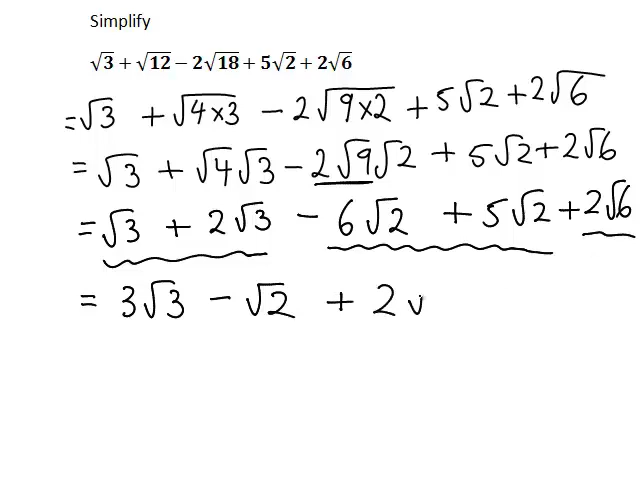 Simplify
√3 + √12 − 2√18 + 5√2 + 2√6
=√3 + √4×3 − 2√9×2 + 5√2 + 2√6
= √3 + √4√3 − 2√9√2 + 5√2 + 2√6
= √3 + 2√3 − 6√2 + 5√2 + 2√6
= 3√3 − √2 + 2